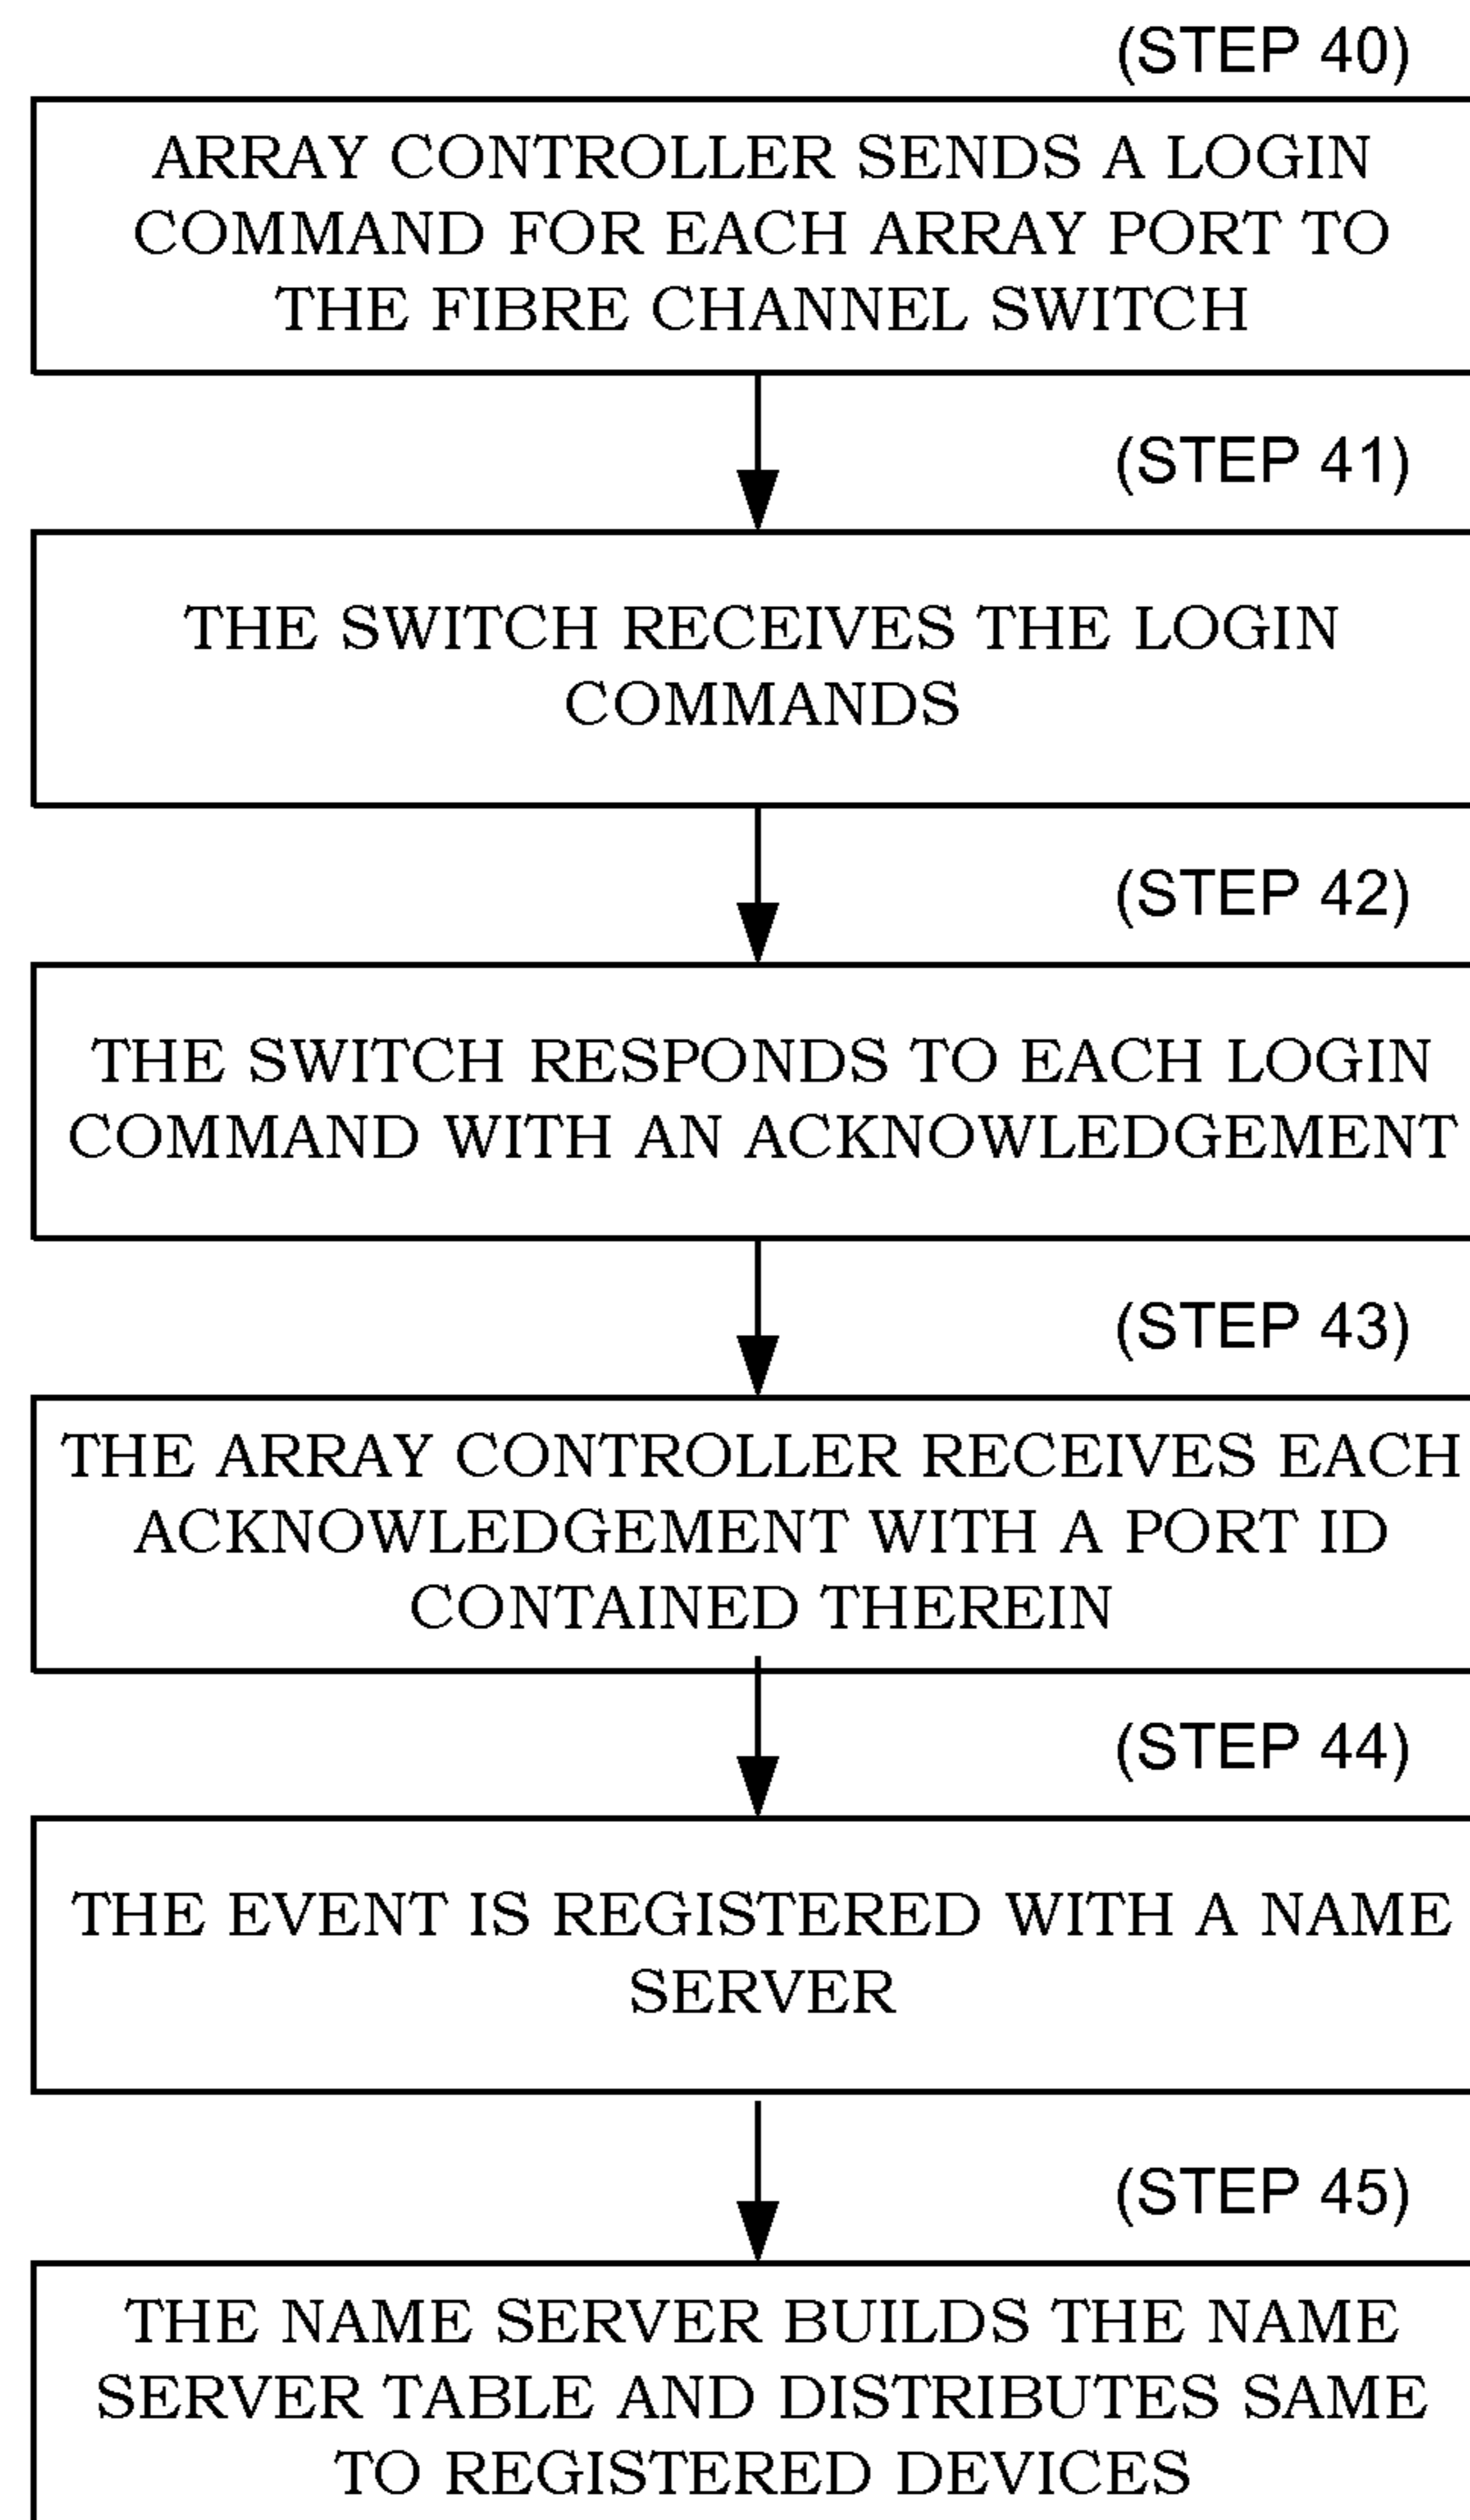 (STEP 40)
ARRAY CONTROLLER SENDS A LOGIN
COMMAND FOR EACH ARRAY PORT TO
THE FIBRE CHANNEL SWITCH
(STEP 41)
THE SWITCH RECEIVES THE LOGIN
COMMANDS
(STEP 42)
THE SWITCH RESPONDS TO EACH LOGIN
COMMAND WITH AN ACKNOWLEDGEMENT
(STEP 43)
THE ARRAY CONTROLLER RECEIVES EACH
ACKNOWLEDGEMENT WITH A PORT ID
CONTAINED THEREIN
(STEP 44)
THE EVENT IS REGISTERED WITH A NAME
SERVER
(STEP 45)
THE NAME SERVER BUILDS THE NAME
SERVER TABLE AND DISTRIBUTES SAME
TO REGISTERED DEVICES